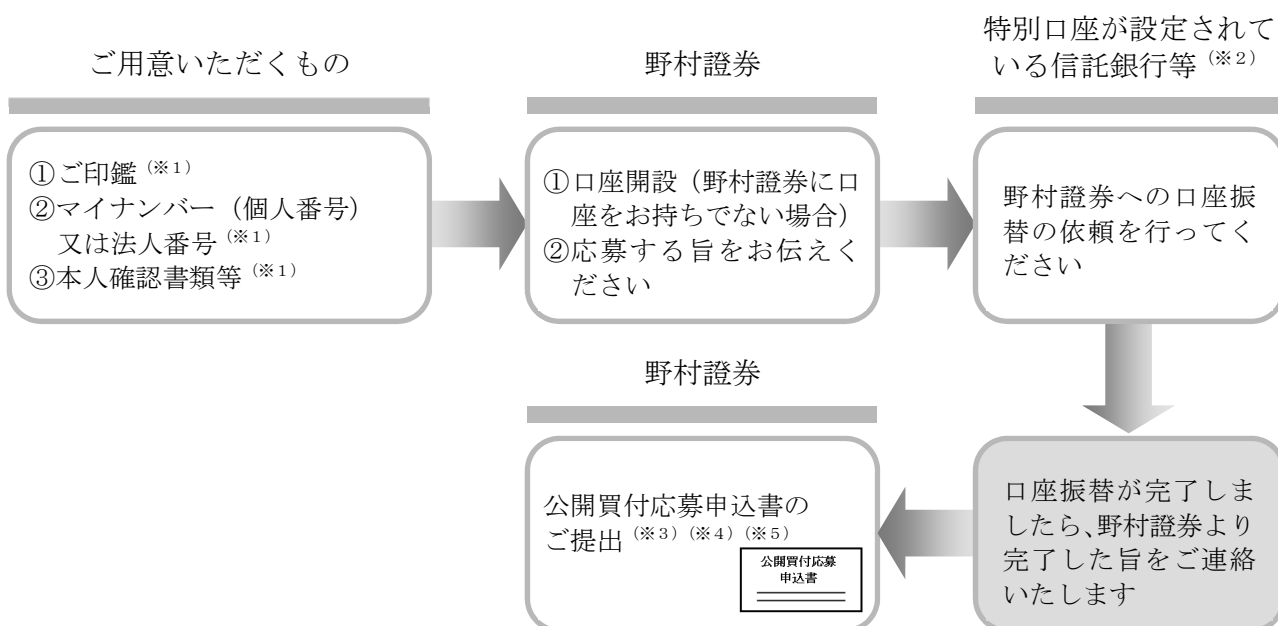 ご用意いただくもの
①ご印鑑(※1)
②マイナンバー(個人番号)
又は法人番号(※1)
③本人確認書類等(※1)
野村證券
①口座開設(野村證券に口
座をお持ちでない場合)
②応募する旨をお伝えく
ださい
特別口座が設定されて
いる信託銀行等(※2)
野村證券への口座振
替の依頼を行ってく
ださい
口座振替が完了しま
したら、野村證券より
完了した旨をご連絡
いたします
野村證券
公開買付応募申込書の
ご提出(※3)(※4)(※5)
公開買付応募
申込書